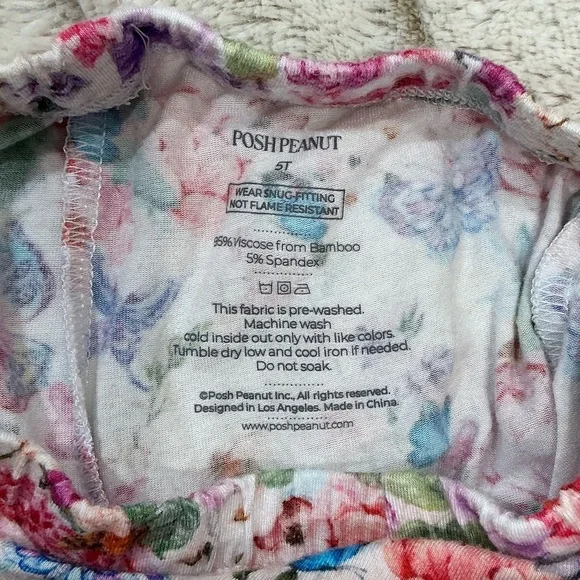 POSH PEANUT
5T
WEAR SNUG-FITTING
NOT FLAME RESISTANT
95% Viscose from Bamboo
5% Spandex
This fabric is pre-washed.
Machine wash
cold inside out only with like colors.
Tumble dry low and cool iron if needed.
Do not soak.
©Posh Peanut Inc., All rights reserved.
Designed in Los Angeles. Made in China.
www.poshpeanut.com